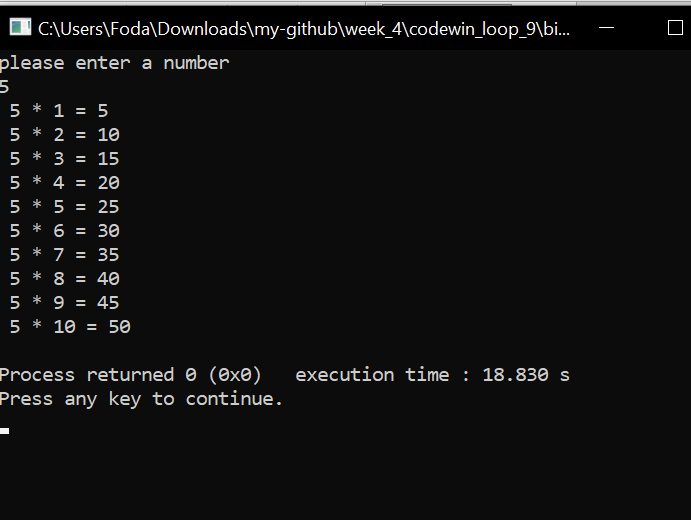 C:\Users\Foda\Downloads\my-github\week_4\codewin_loop_9\bi...
please enter a number
5
5 * 1 = 5
5 * 2 = 10
5 * 3 = 15
5 * 4 = 20
5 * 5 = 25
5 * 6 = 30
5 * 7 = 35
5 * 8 = 40
5 * 9 = 45
5 * 10 = 50
Process returned 0 (0x0)   execution time : 18.830 s
Press any key to continue.